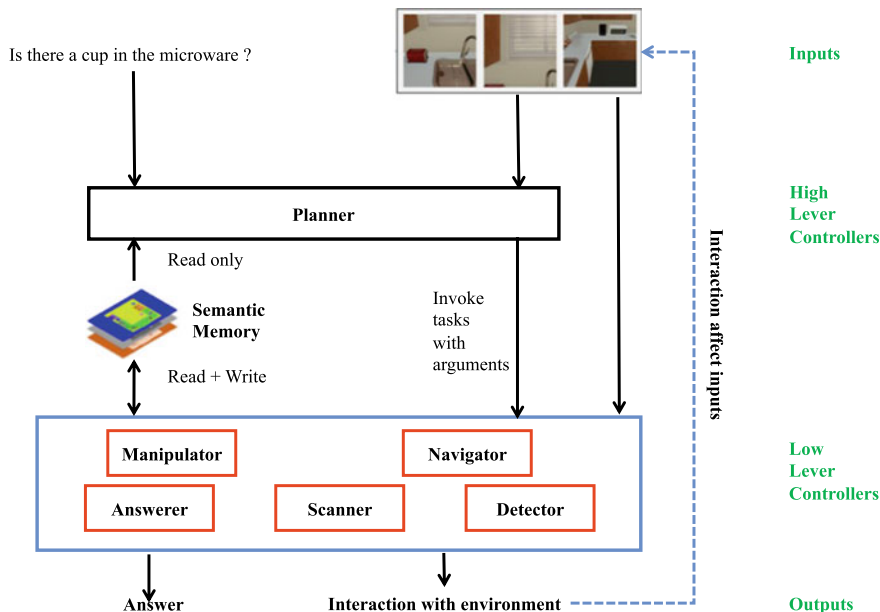 Is there a cup in the microware ?
Inputs
Planner
High
Lever
Controllers
Read only
Semantic
Memory
Invoke
tasks
with
arguments
Interaction affect inputs
Read + Write
Manipulator
Navigator
Low
Lever
Controllers
Answerer
Scanner
Detector
Answer
Interaction with environment
Outputs